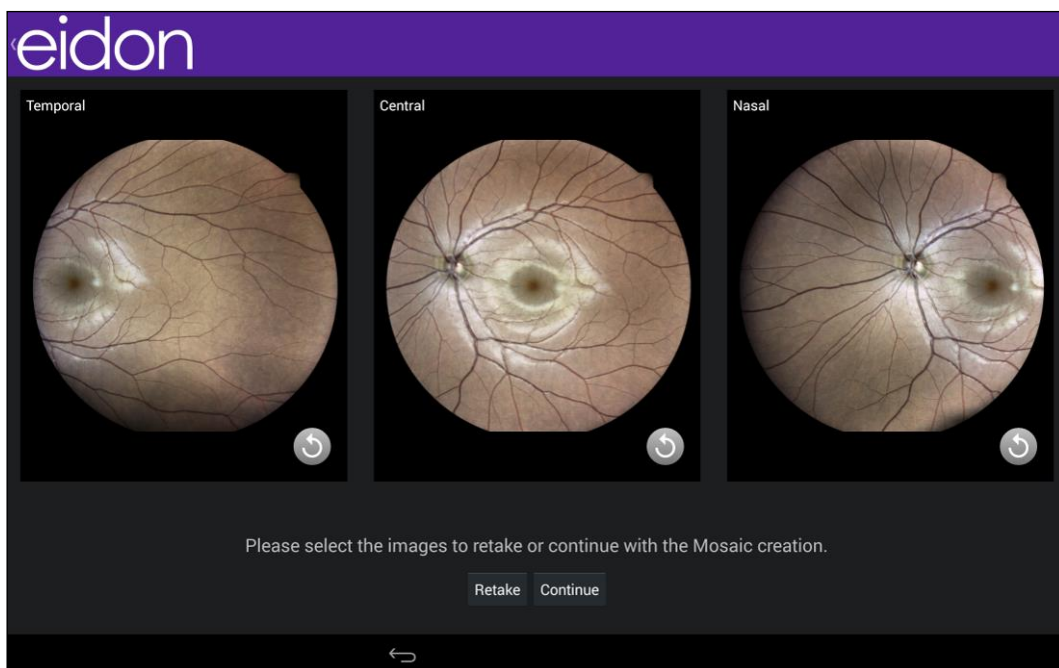 eidon
Temporal
Central
Nasal
Please select the images to retake or continue with the Mosaic creation.
Retake
Continue